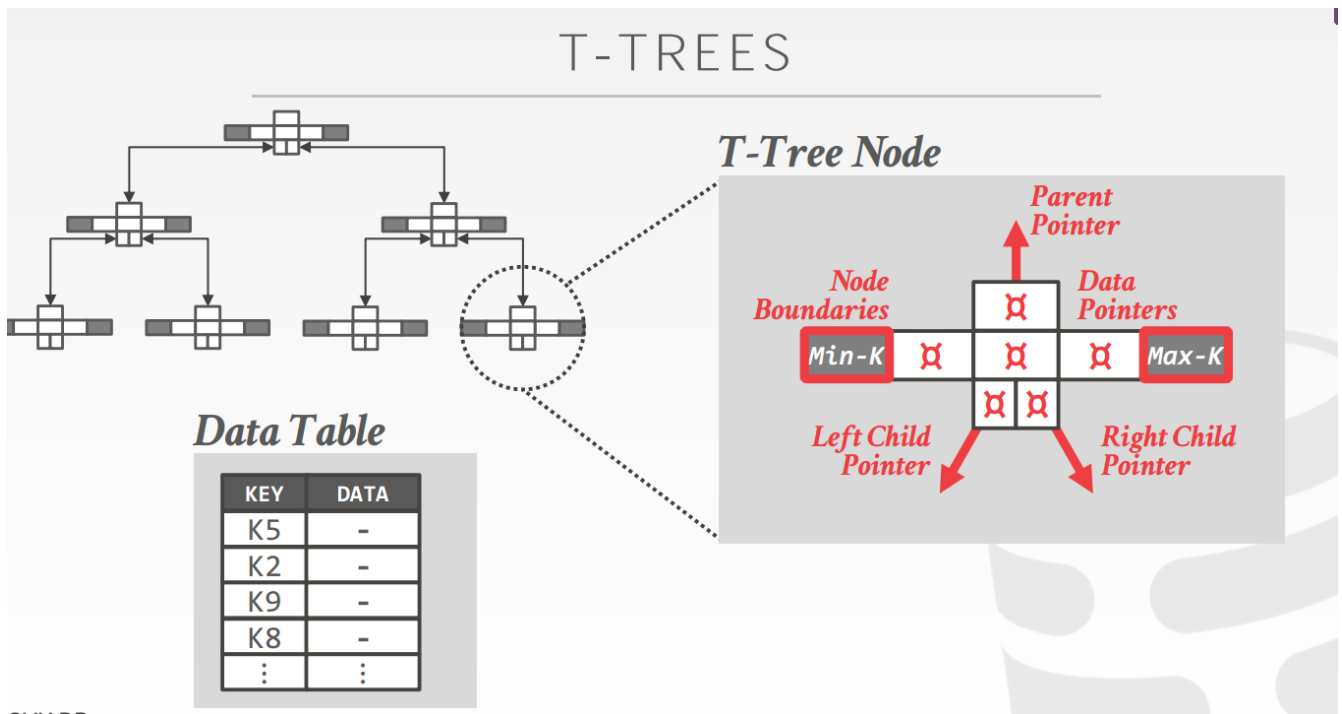 T-TREES
T-Tree Node
Parent
Pointer
Node
Boundaries
Data
Pointers
Min-K
Max-K
Left Child
Pointer
Right Child
Pointer
Data Table
KEY DATA
K5 -
K2 -
K9 -
K8 -
⋮ ⋮